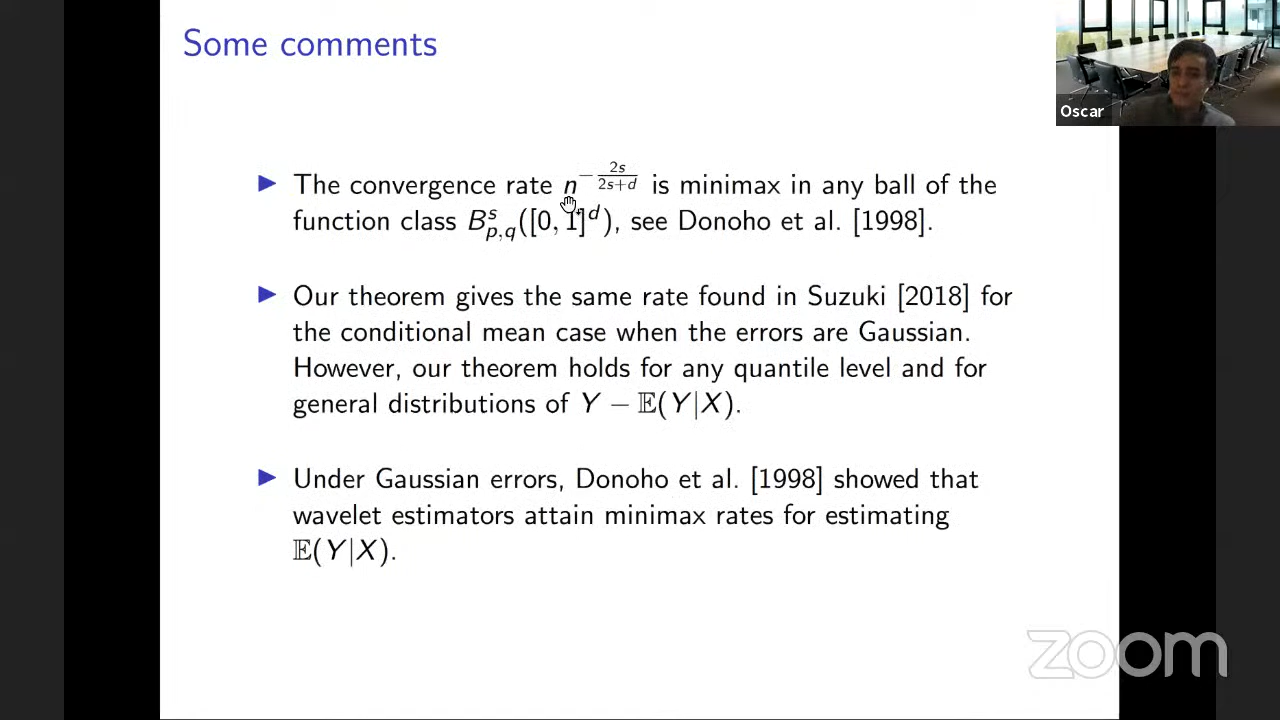 Some comments
Oscar
▶ The convergence rate n^{-\frac{2s}{2s+d}} is minimax in any ball of the
function class B^s_{p,q}([0, 1]^d), see Donoho et al. [1998].
▶ Our theorem gives the same rate found in Suzuki [2018] for
the conditional mean case when the errors are Gaussian.
However, our theorem holds for any quantile level and for
general distributions of Y − 𝔼(Y|X).
▶ Under Gaussian errors, Donoho et al. [1998] showed that
wavelet estimators attain minimax rates for estimating
𝔼(Y|X).
zoom